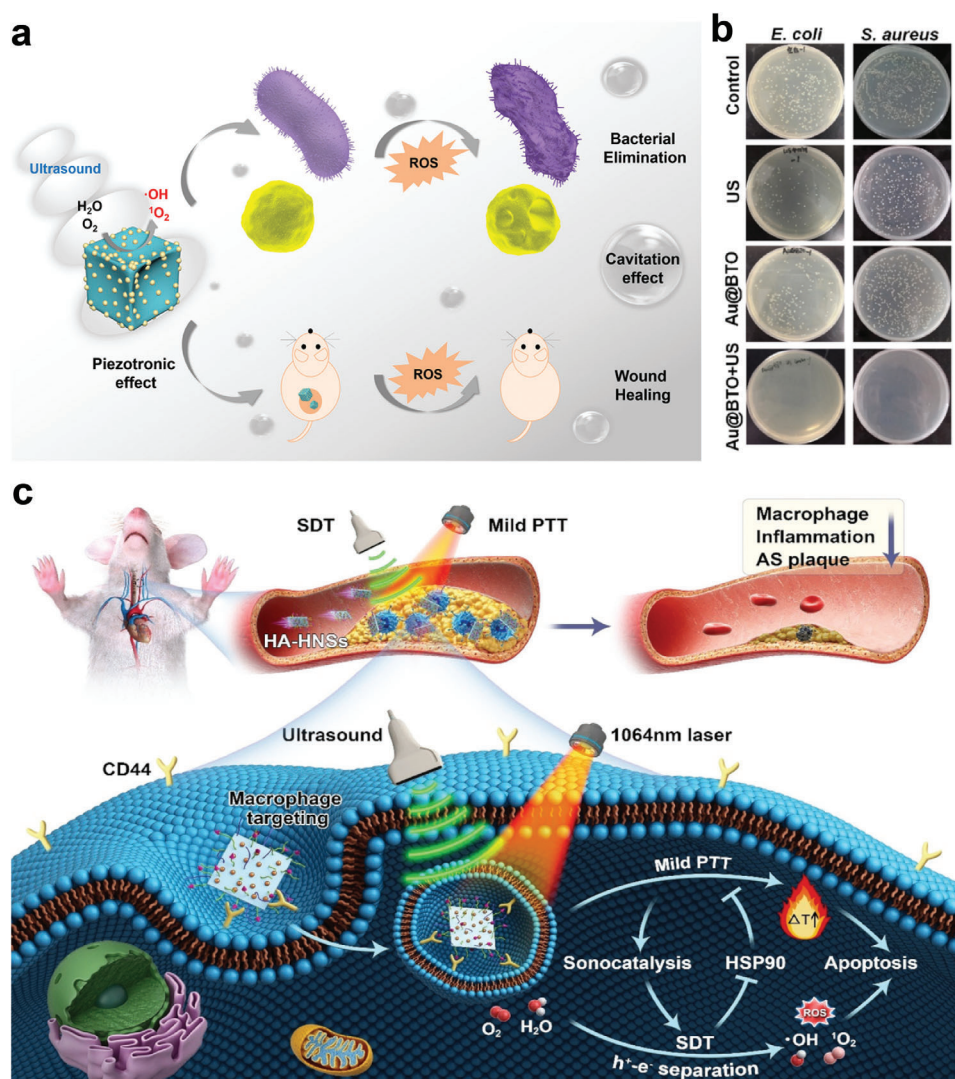 a
Ultrasound
H₂O
O₂
·OH
¹O₂
Piezotronic
effect
ROS
Bacterial
Elimination
Cavitation
effect
ROS
Wound
Healing
b
E. coli
S. aureus
Control
US
Au@BTO
Au@BTO+US
c
SDT
Mild PTT
HA-HNSs
Macrophage
Inflammation
AS plaque
Ultrasound
1064nm laser
CD44
Macrophage
targeting
Mild PTT
ΔT↑
Sonocatalysis
HSP90
Apoptosis
O₂
H₂O
SDT
ROS
·OH
¹O₂
h⁺-e⁻ separation